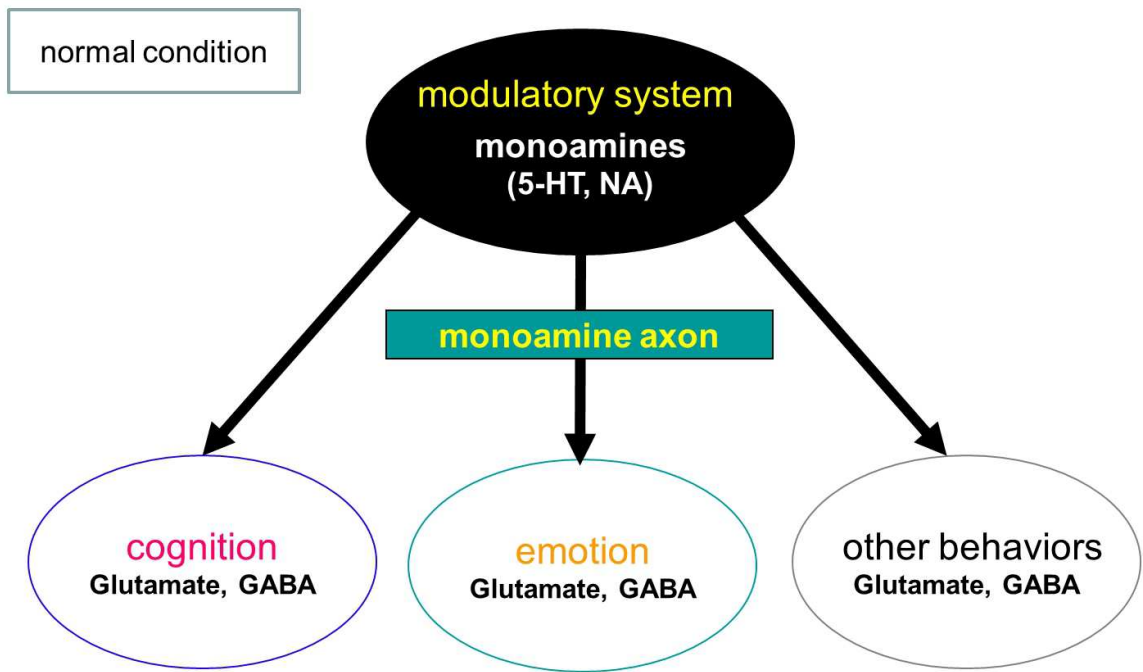 normal condition
modulatory system
monoamines
(5-HT, NA)
monoamine axon
cognition
Glutamate, GABA
emotion
Glutamate, GABA
other behaviors
Glutamate, GABA